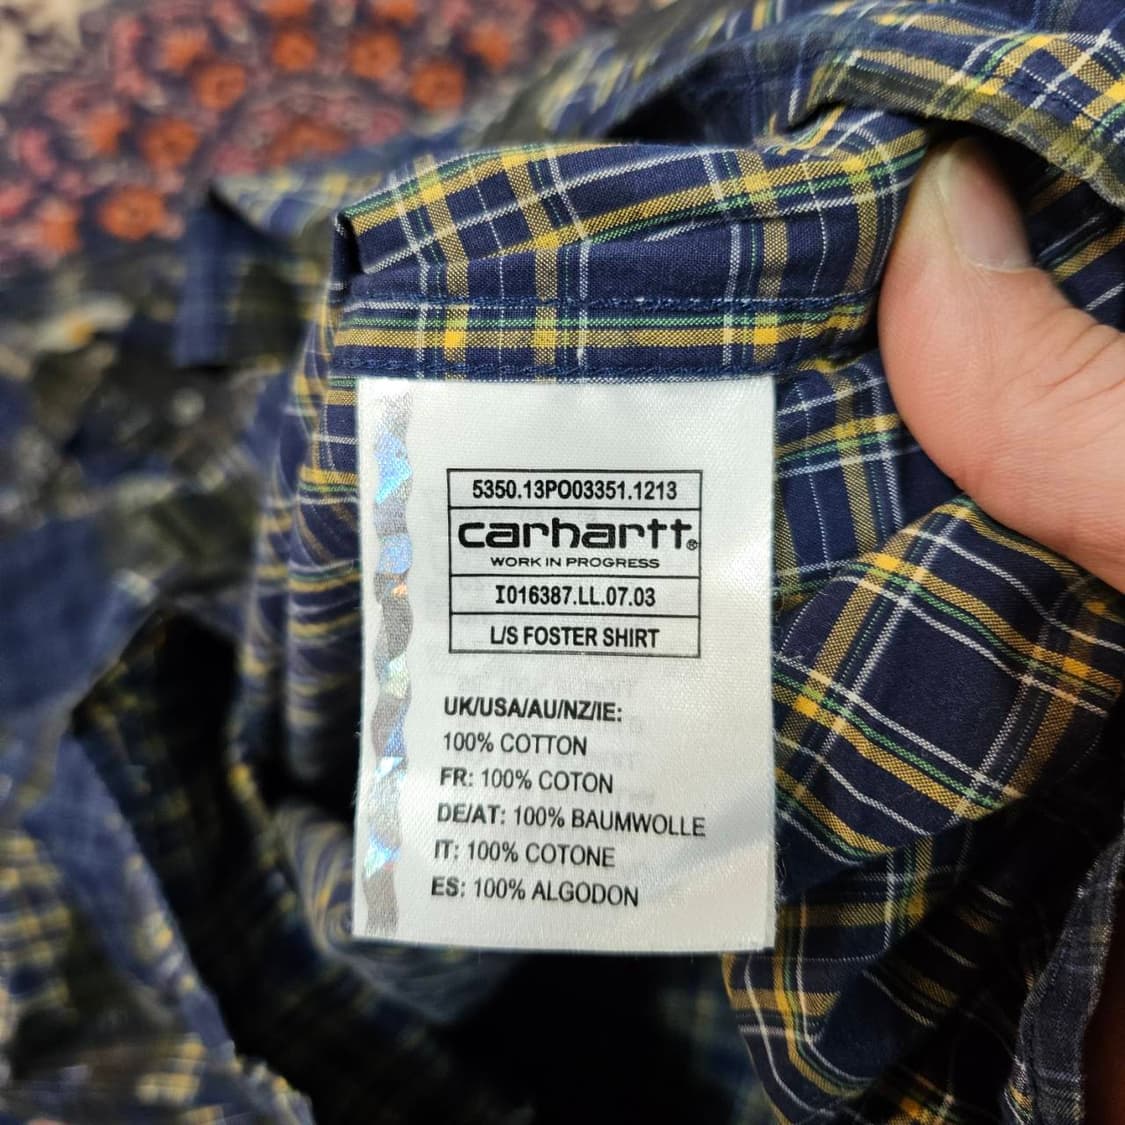 5350.13PO03351.1213
carhartt®
WORK IN PROGRESS
I016387.LL.07.03
L/S FOSTER SHIRT
UK/USA/AU/NZ/IE:
100% COTTON
FR: 100% COTON
DE/AT: 100% BAUMWOLLE
IT: 100% COTONE
ES: 100% ALGODON